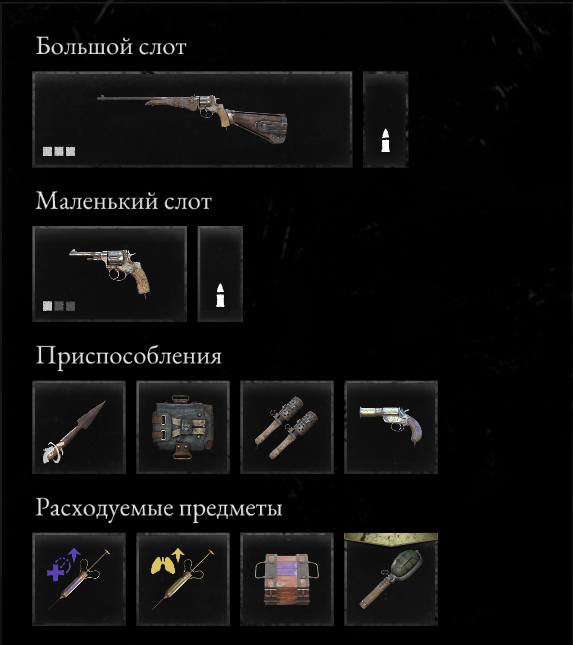 Большой слот
Маленький слот
Приспособления
Расходуемые предметы